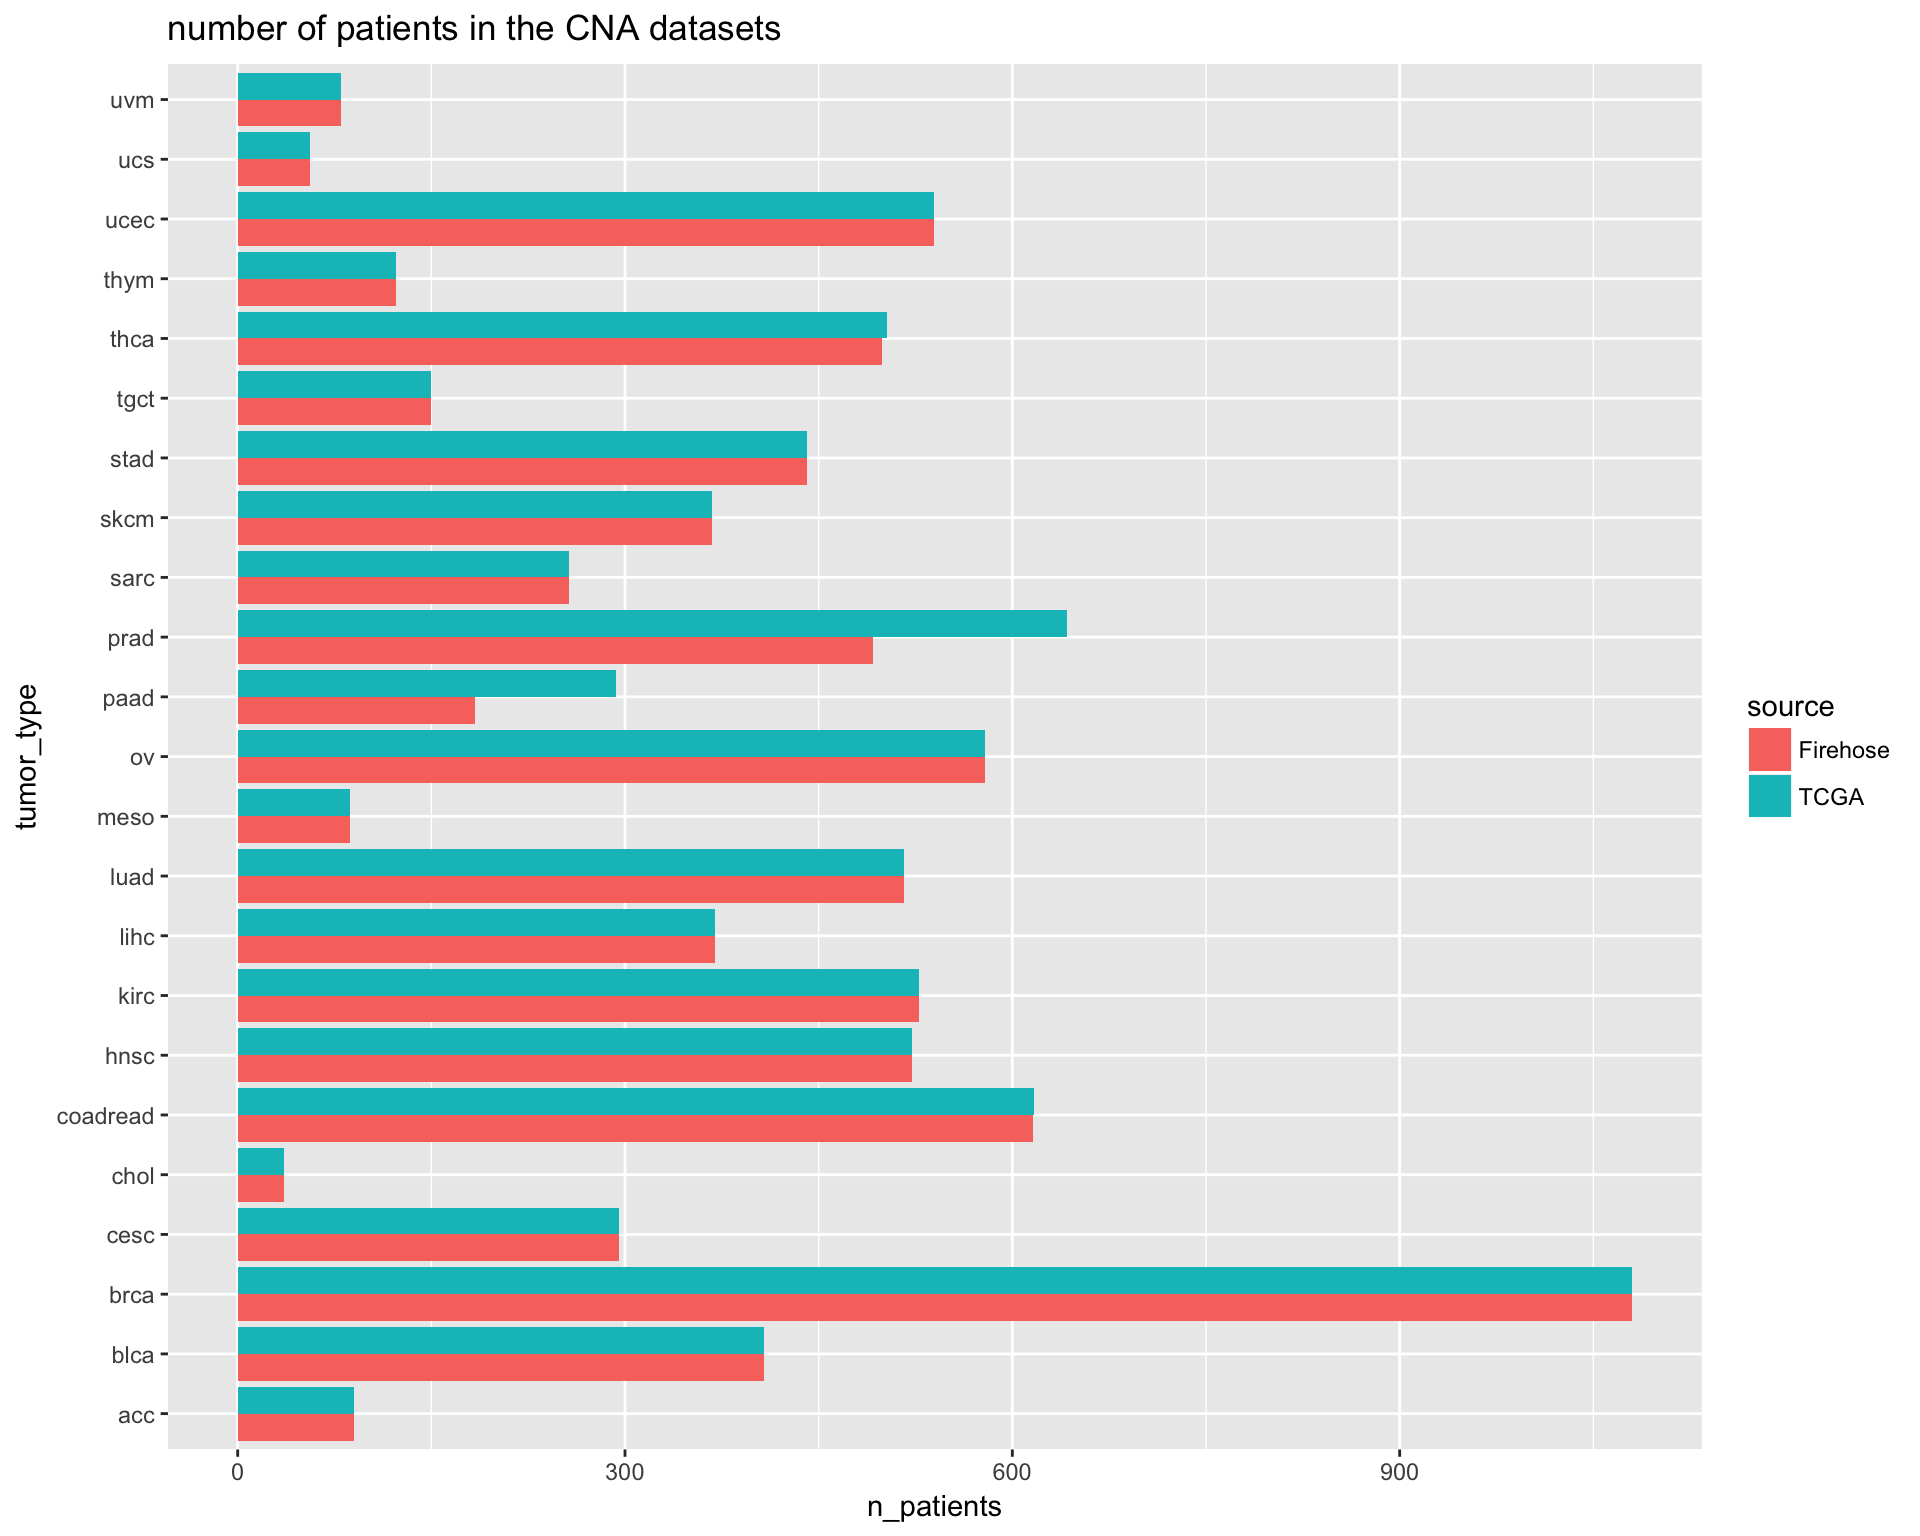 number of patients in the CNA datasets
uvm
ucs
ucec
thym
thca
tgct
stad
skcm
sarc
prad
paad
ov
meso
luad
lihc
kirc
hnsc
coadread
chol
cesc
brca
blca
acc
tumor_type
0 300 600 900
n_patients
source
Firehose
TCGA